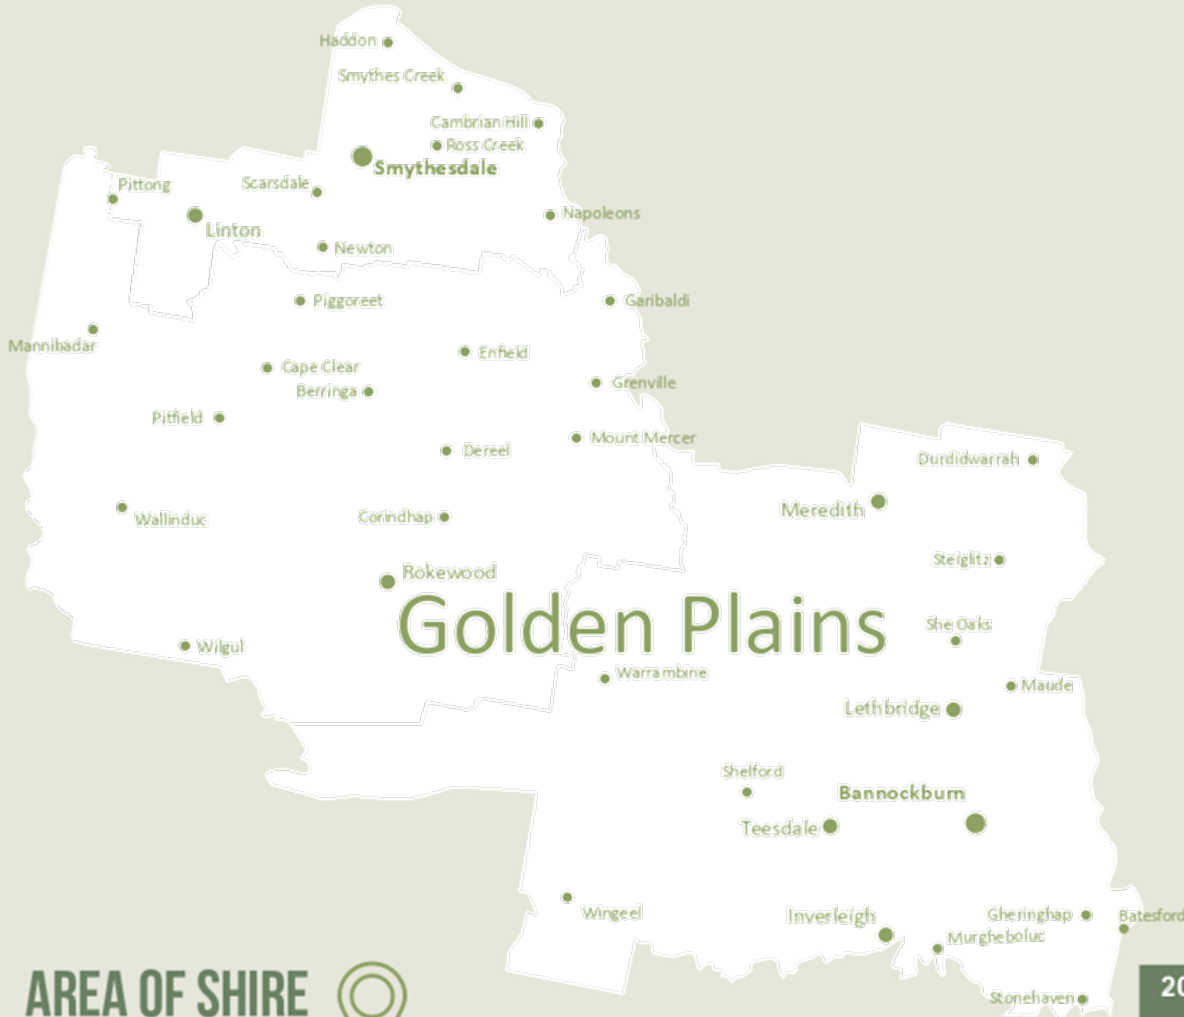 Haddon
Smythes Creek
Cambrian Hill
Ross Creek
Smythesdale
Pittong
Scarsdale
Napoleons
Linton
Newton
Piggoreet
Garibaldi
Mannibadar
Enfield
Cape Clear
Grenville
Berringa
Pitfield
Mount Mercer
Dereel
Durdidwarrah
Meredith
Wallinduc
Corindhap
Steiglitz
Rokewood
Golden Plains
She Oaks
Wilgul
Warrambine
Maude
Lethbridge
Shelford
Bannockburn
Teesdale
Wingeel
Inverleigh
Gheringhap
Batesford
Murgheboluc
AREA OF SHIRE
Stonehaven
20